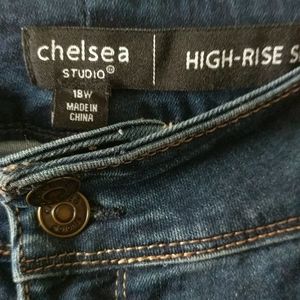 chelsea
STUDIO®
HIGH-RISE S
18W
MADE IN
CHINA